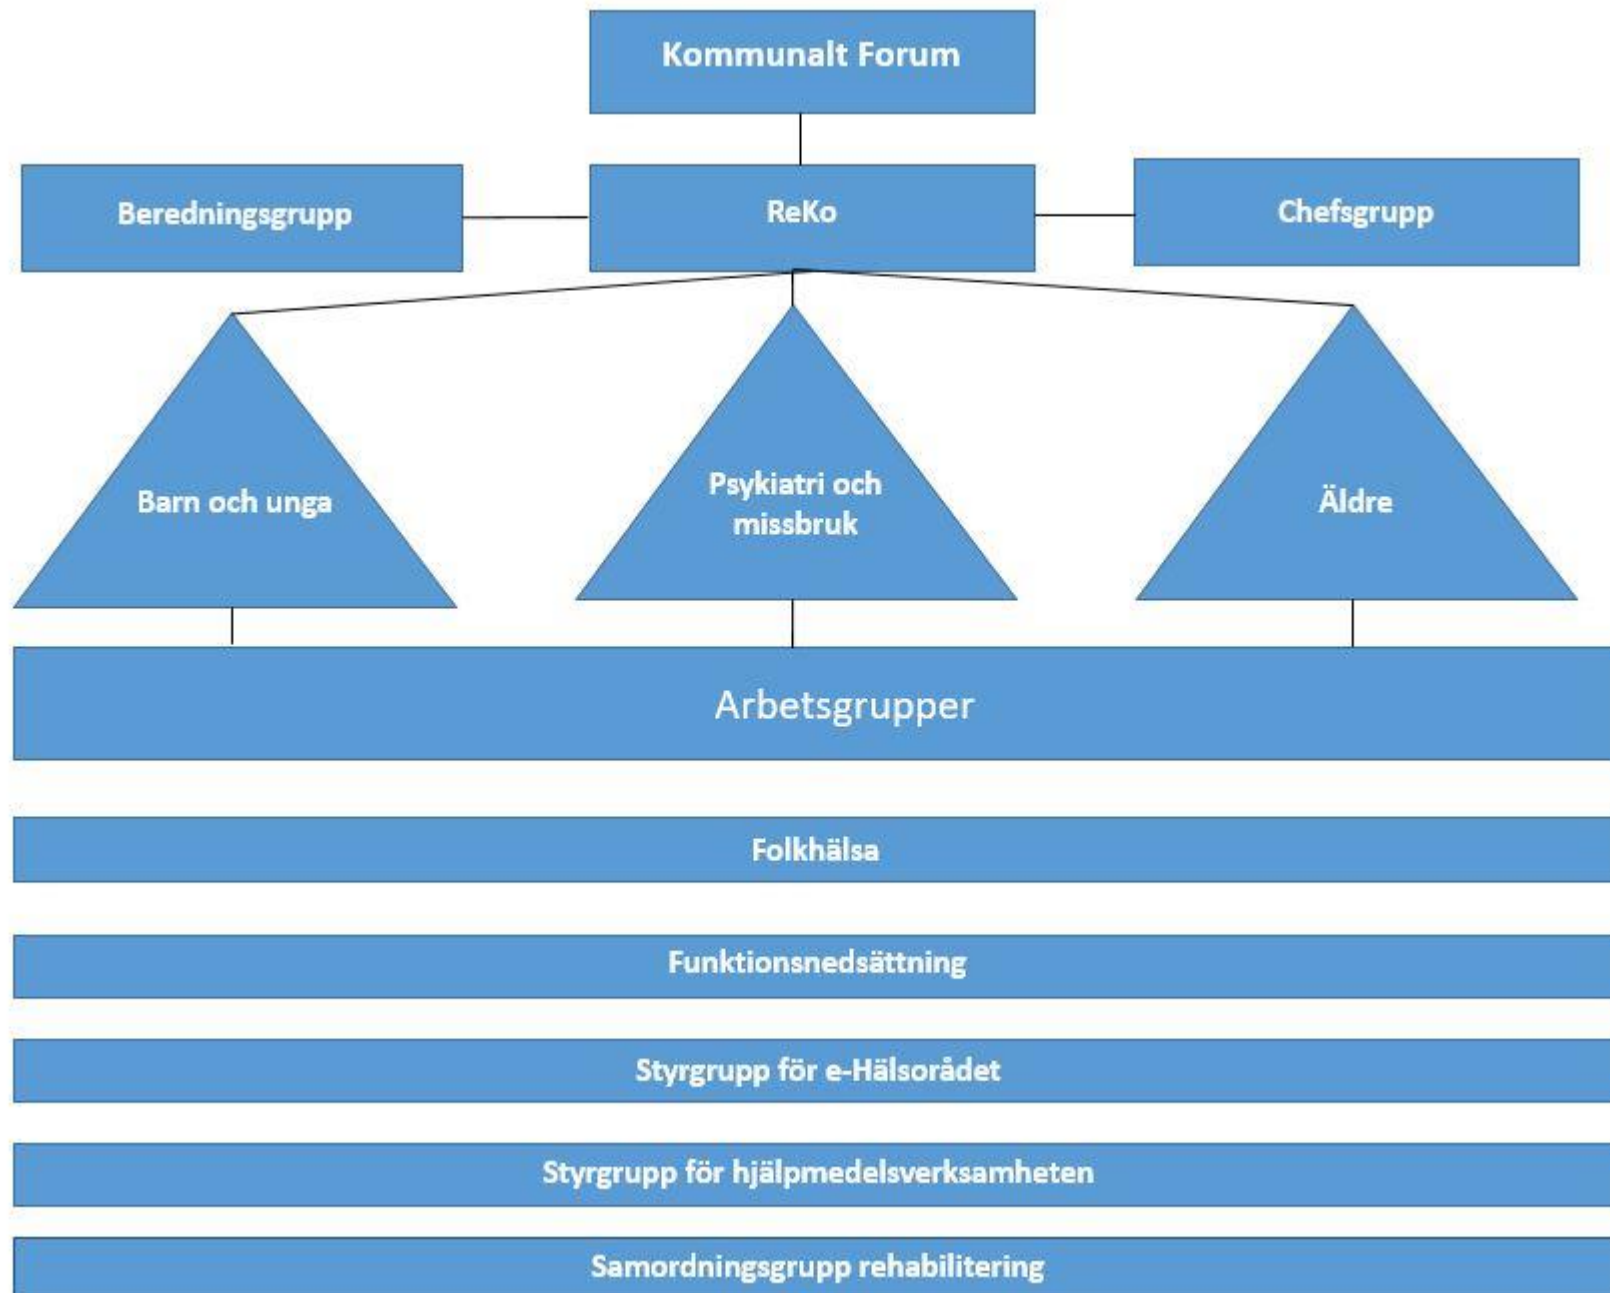 Kommunalt Forum
Beredningsgrupp
ReKo
Chefsgrupp
Barn och unga
Psykiatri och
missbruk
Äldre
Arbetsgrupper
Folkhälsa
Funktionsnedsättning
Styrgrupp för e-Hälsorådet
Styrgrupp för hjälpmedelsverksamheten
Samordningsgrupp rehabilitering